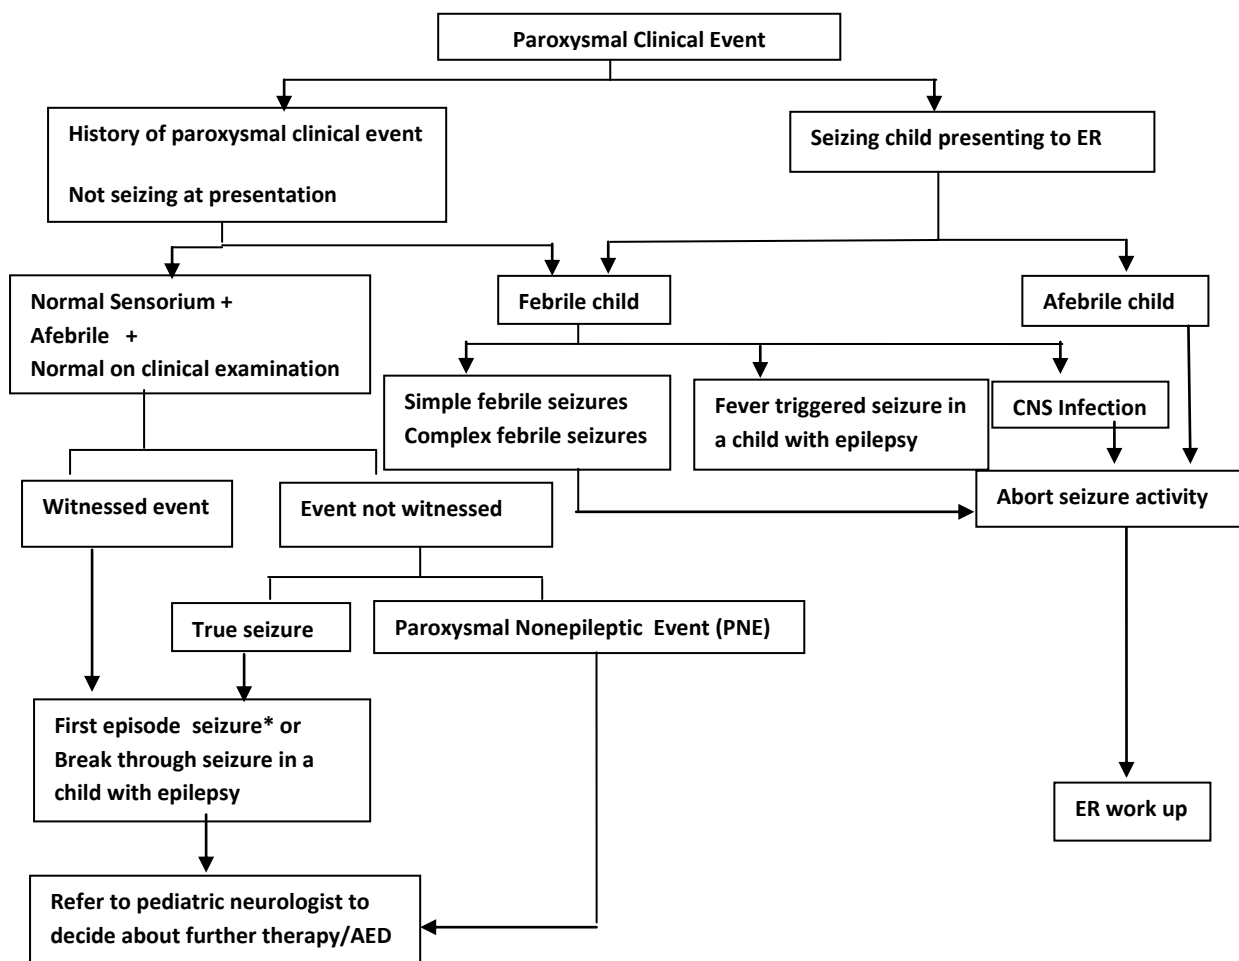 Paroxysmal Clinical Event
History of paroxysmal clinical event
Not seizing at presentation
Seizing child presenting to ER
Normal Sensorium +
Afebrile +
Normal on clinical examination
Febrile child
Afebrile child
Simple febrile seizures
Complex febrile seizures
Fever triggered seizure in
a child with epilepsy
CNS Infection
Witnessed event
Event not witnessed
Abort seizure activity
True seizure
Paroxysmal Nonepileptic Event (PNE)
First episode seizure* or
Break through seizure in a
child with epilepsy
ER work up
Refer to pediatric neurologist to
decide about further therapy/AED